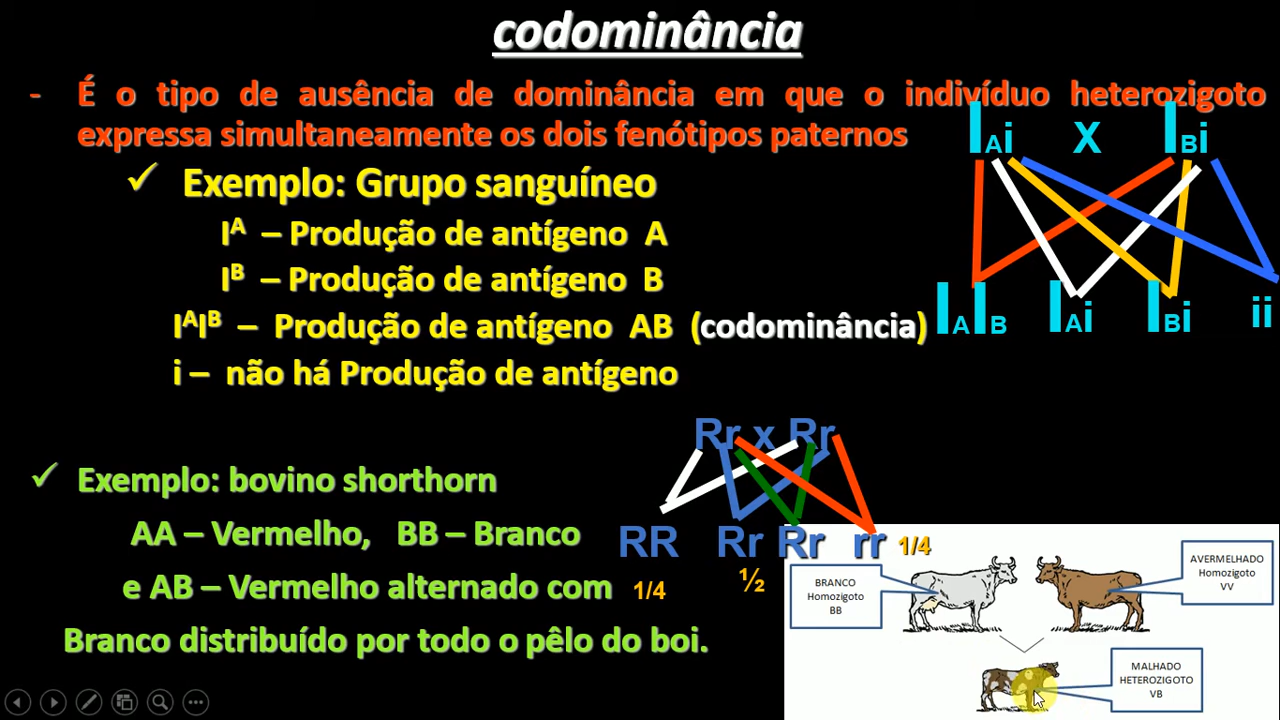 codominância
- É o tipo de ausência de dominância em que o indivíduo heterozigoto
expressa simultaneamente os dois fenótipos paternos
IAi X IBi
✓ Exemplo: Grupo sanguíneo
Iᴬ – Produção de antígeno A
Iᴮ – Produção de antígeno B
IᴬIᴮ – Produção de antígeno AB (codominância)
IAIB IAi IBi ii
i – não há Produção de antígeno
Rr x Rr
✓ Exemplo: bovino shorthorn
AA – Vermelho, BB – Branco
RR Rr Rr rr 1/4
e AB – Vermelho alternado com
1/4 ½
Branco distribuído por todo o pêlo do boi.
BRANCO
Homozigoto
BB
AVERMELHADO
Homozigoto
VV
MALHADO
HETEROZIGOTO
VB